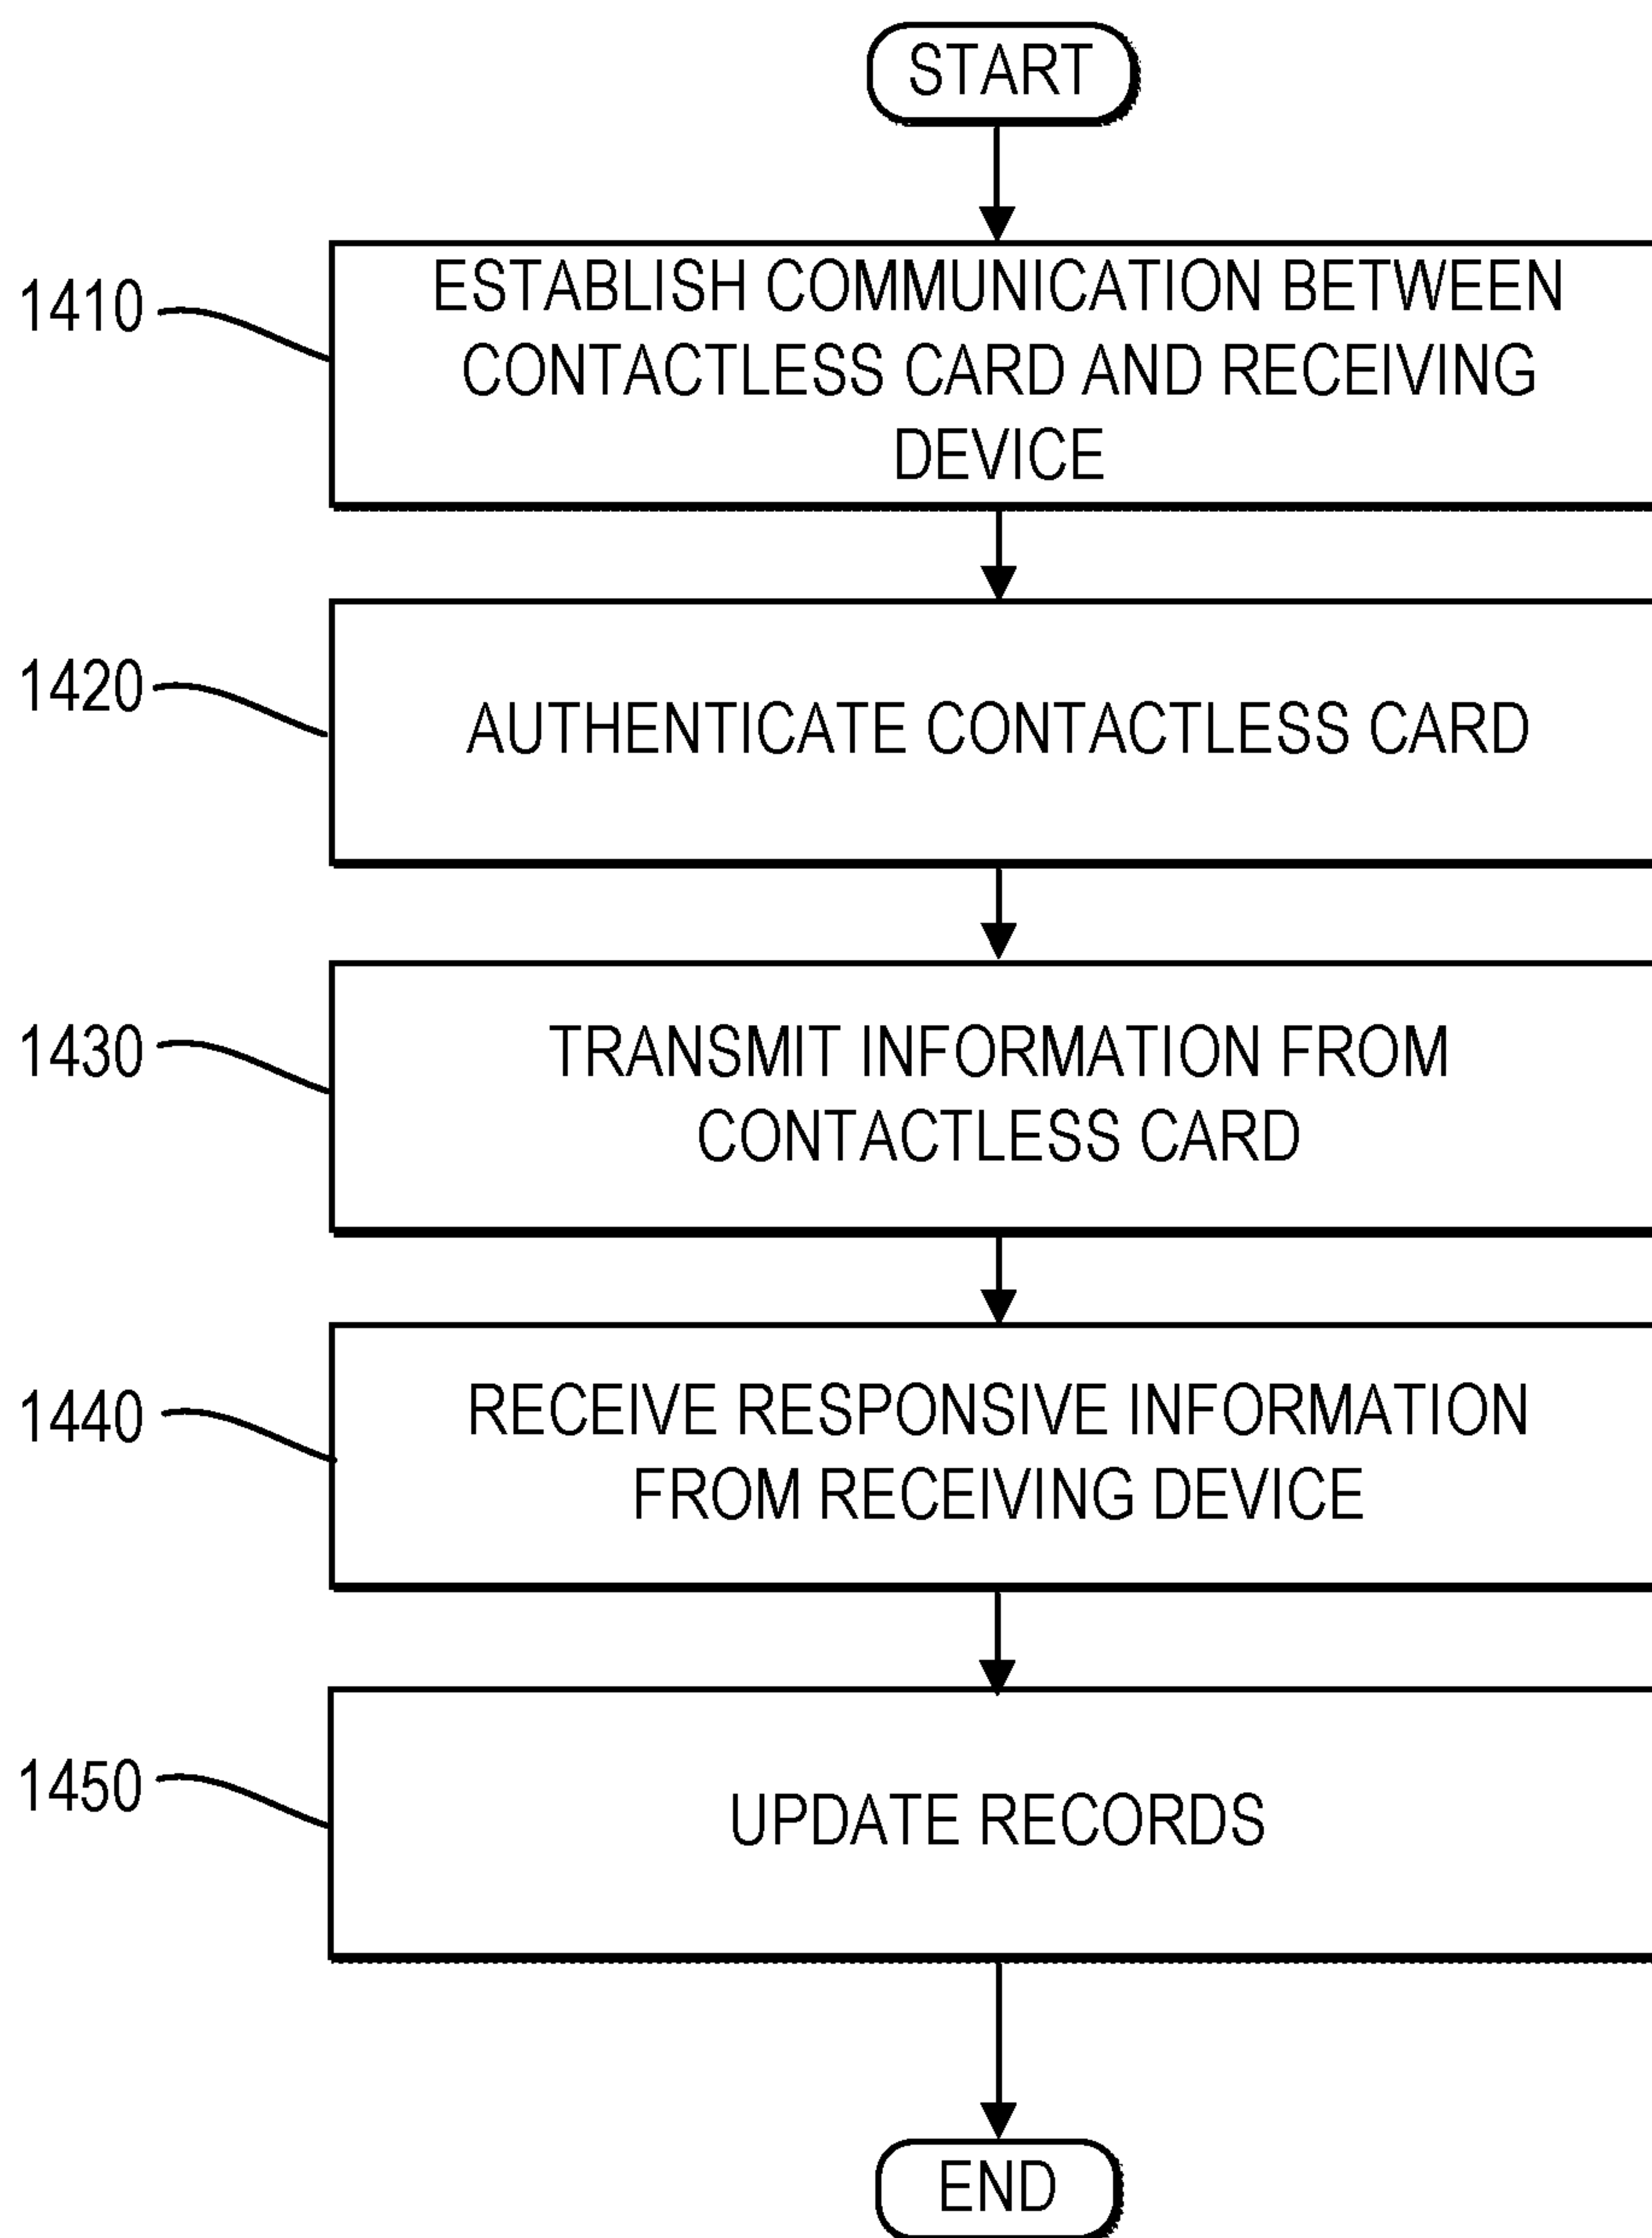 START
1410
ESTABLISH COMMUNICATION BETWEEN
CONTACTLESS CARD AND RECEIVING
DEVICE
1420
AUTHENTICATE CONTACTLESS CARD
1430
TRANSMIT INFORMATION FROM
CONTACTLESS CARD
1440
RECEIVE RESPONSIVE INFORMATION
FROM RECEIVING DEVICE
1450
UPDATE RECORDS
END